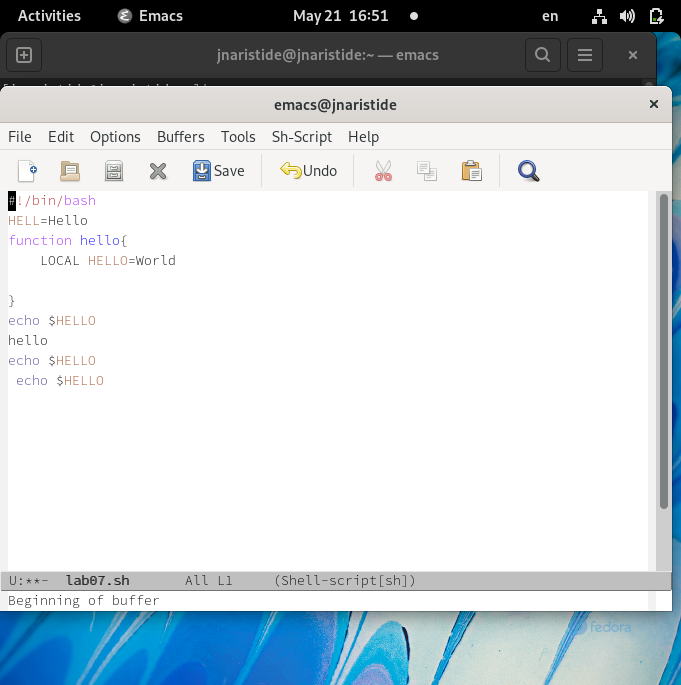 Activities Emacs May 21 16:51 en
jnaristide@jnaristide:~ — emacs
emacs@jnaristide
File Edit Options Buffers Tools Sh-Script Help
Save Undo
#!/bin/bash
HELL=Hello
function hello{
    LOCAL HELLO=World
}
echo $HELLO
hello
echo $HELLO
 echo $HELLO
U:**-  lab07.sh       All L1     (Shell-script[sh])
Beginning of buffer
fedora